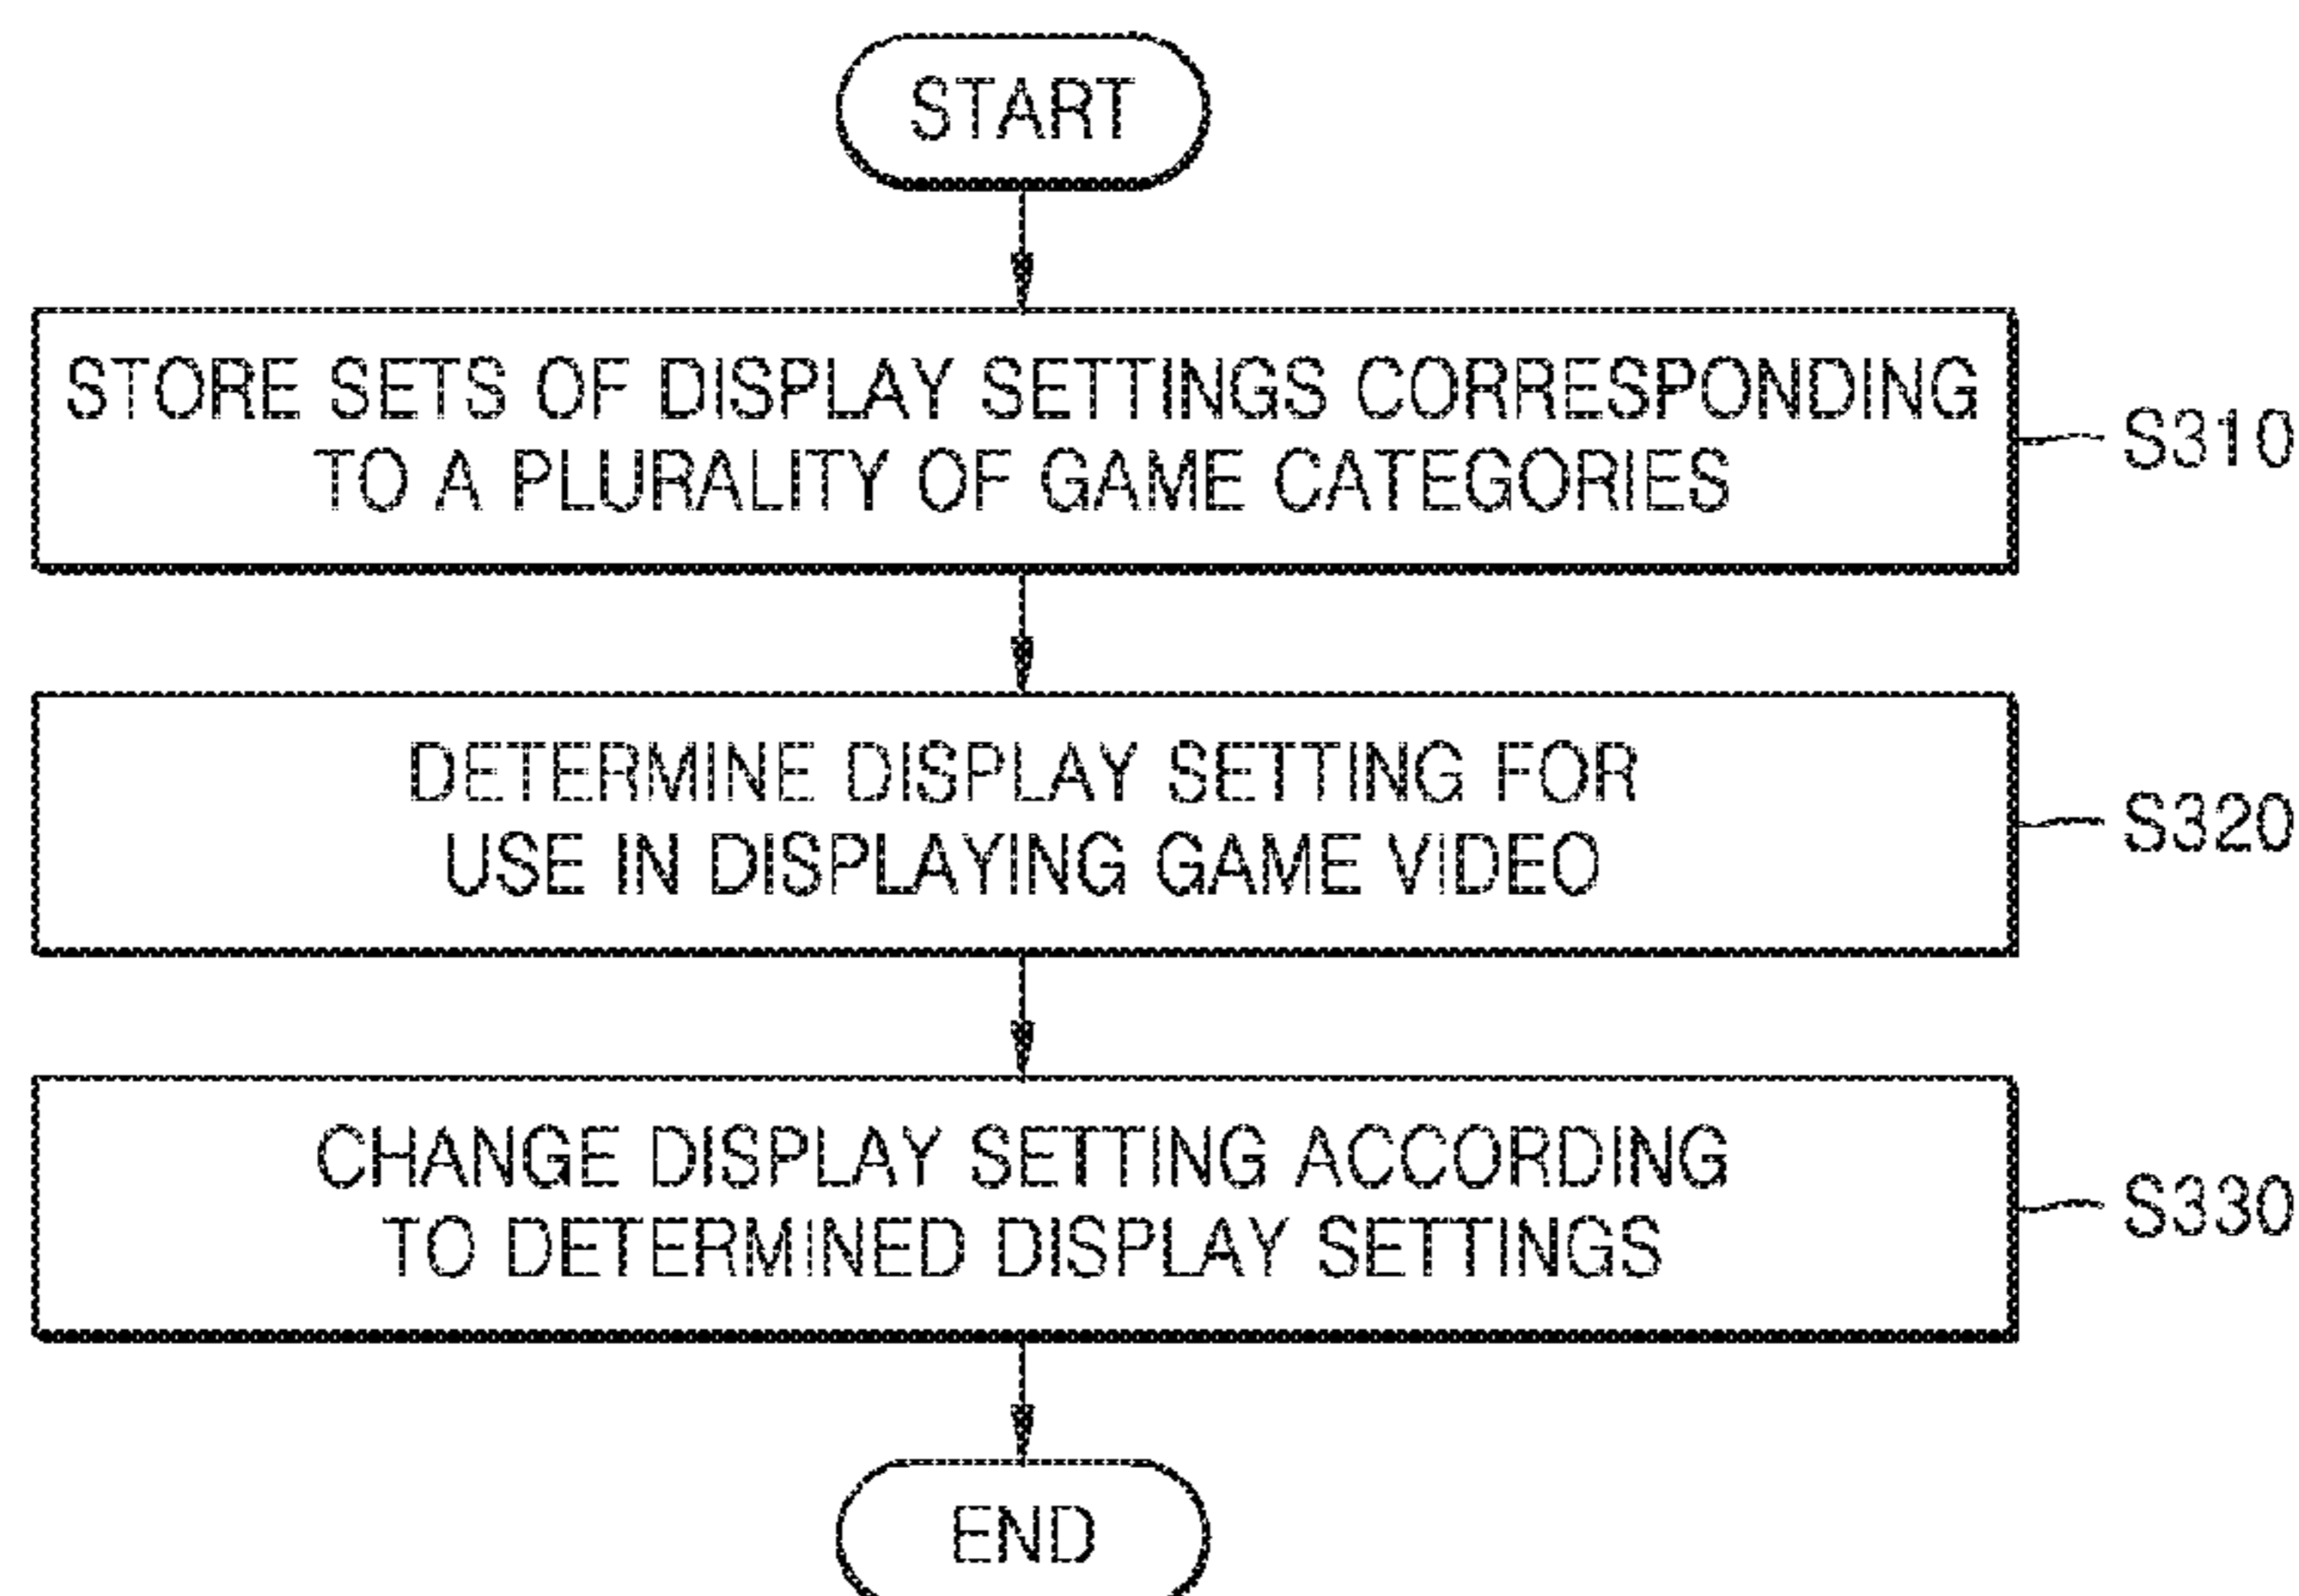 START
STORE SETS OF DISPLAY SETTINGS CORRESPONDING
TO A PLURALITY OF GAME CATEGORIES
S310
DETERMINE DISPLAY SETTING FOR
USE IN DISPLAYING GAME VIDEO
S320
CHANGE DISPLAY SETTING ACCORDING
TO DETERMINED DISPLAY SETTINGS
S330
END